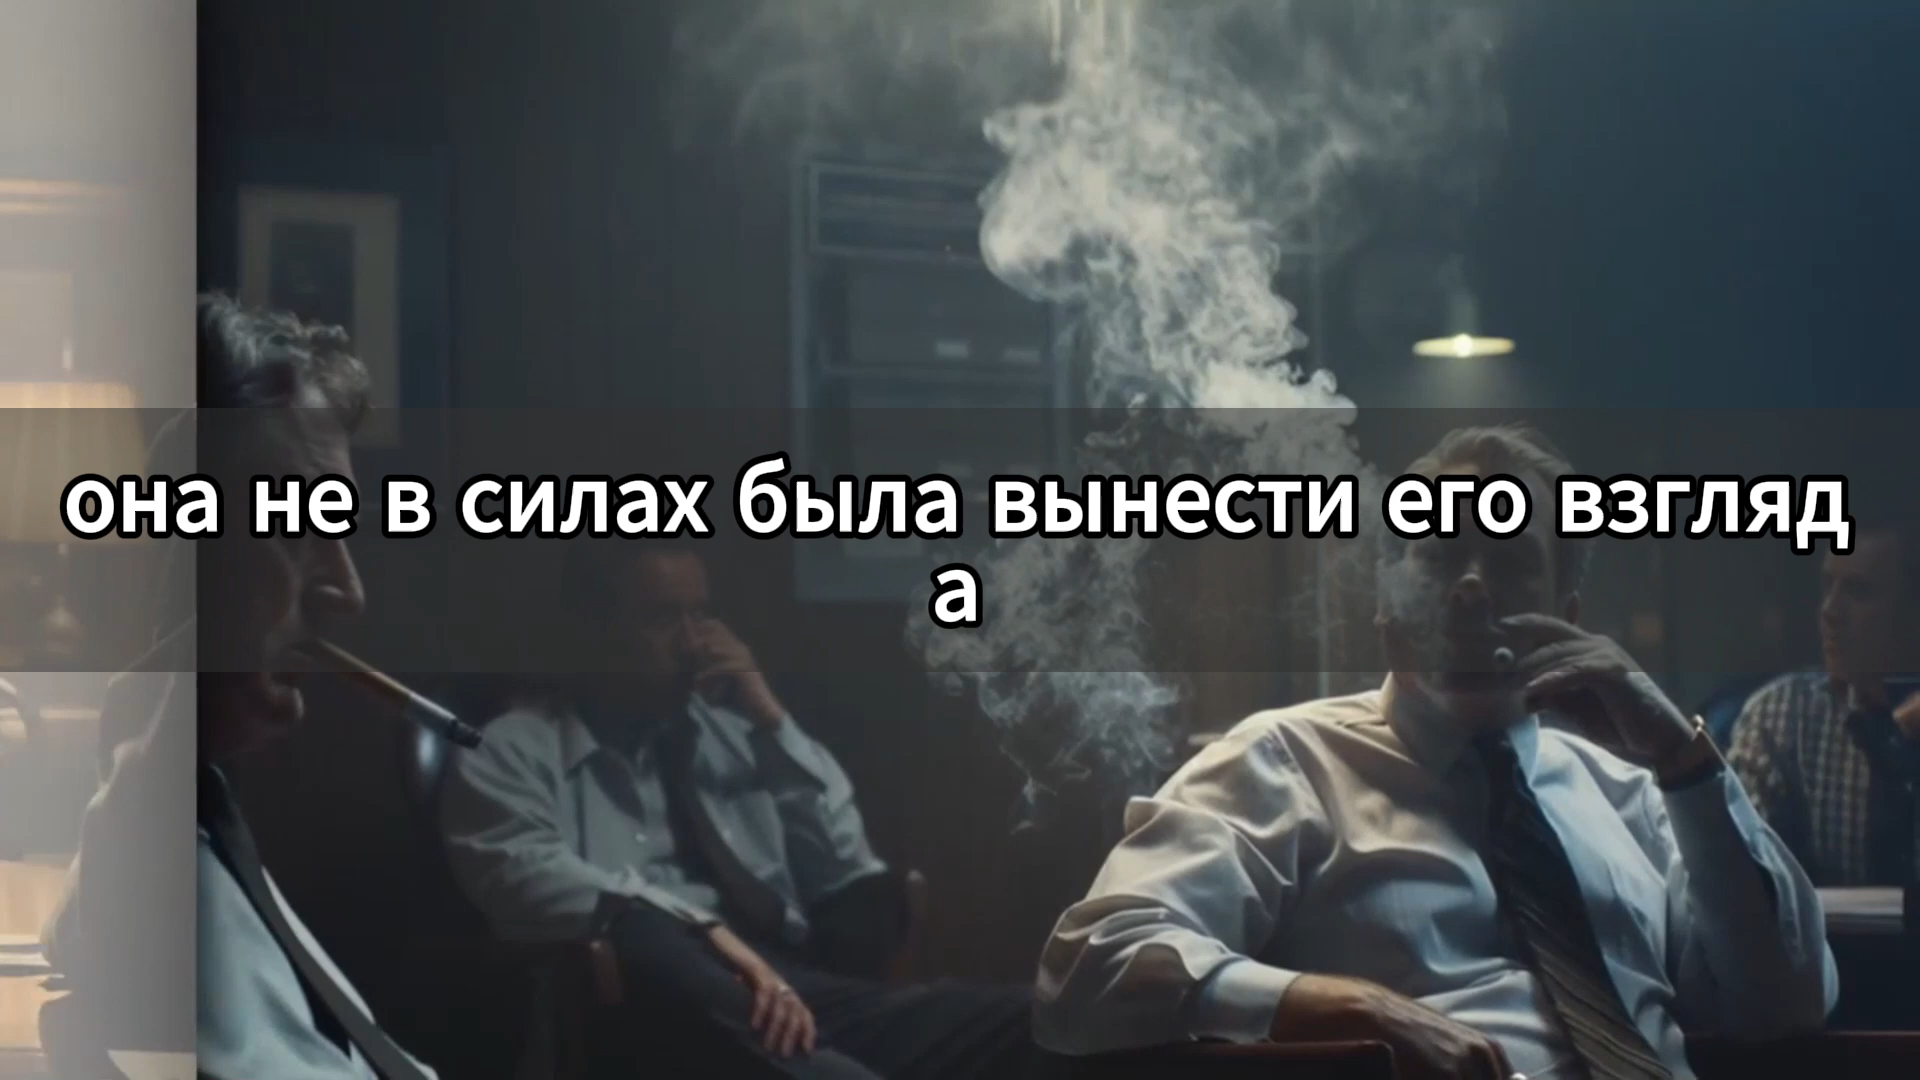 она не в силах была вынести его взгляд
а